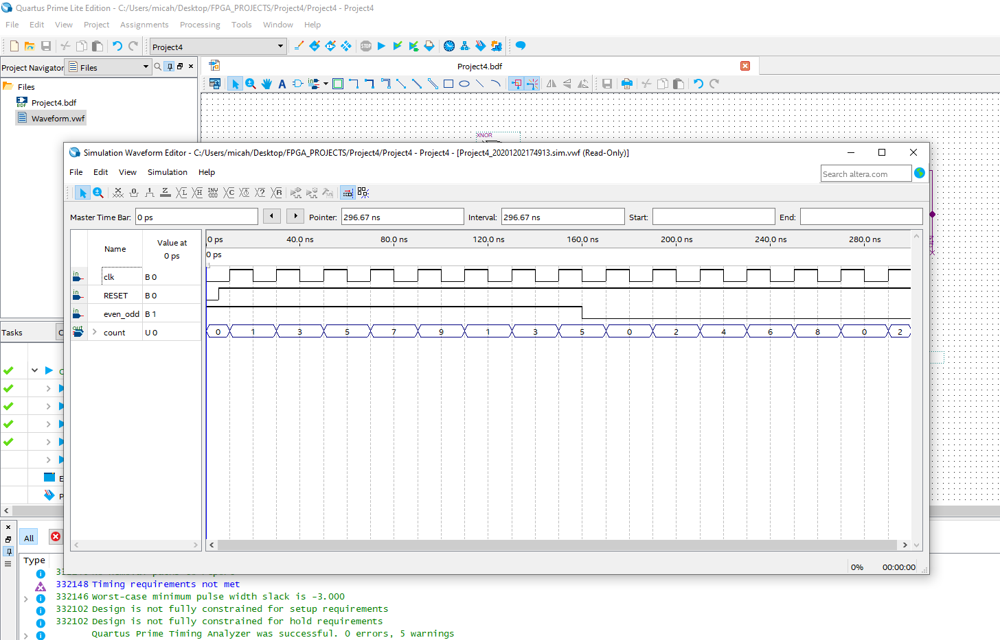 Quartus Prime Lite Edition - C:/Users/micah/Desktop/FPGA_PROJECTS/Project4/Project4 - Project4
File Edit View Project Assignments Processing Tools Window Help
Project4
Project Navigator Files
Project4.bdf
Files
Project4.bdf
Waveform.vwf
XNOR
Simulation Waveform Editor - C:/Users/micah/Desktop/FPGA_PROJECTS/Project4/Project4 - Project4 - [Project4_20201202174913.sim.vwf (Read-Only)]
File Edit View Simulation Help
Search altera.com
Master Time Bar: 0 ps Pointer: 296.67 ns Interval: 296.67 ns Start: End:
Name Value at 0 ps
0 ps 40.0 ns 80.0 ns 120.0 ns 160.0 ns 200.0 ns 240.0 ns 280.0 ns
0 ps
in clk B 0
in RESET B 0
in even_odd B 1
out count U 0 0 1 3 5 7 9 1 3 5 0 2 4 6 8 0 2
Tasks C
E
P
0% 00:00:00
All
Type
332148 Timing requirements not met
332146 Worst-case minimum pulse width slack is -3.000
332102 Design is not fully constrained for setup requirements
332102 Design is not fully constrained for hold requirements
Quartus Prime Timing Analyzer was successful. 0 errors, 5 warnings